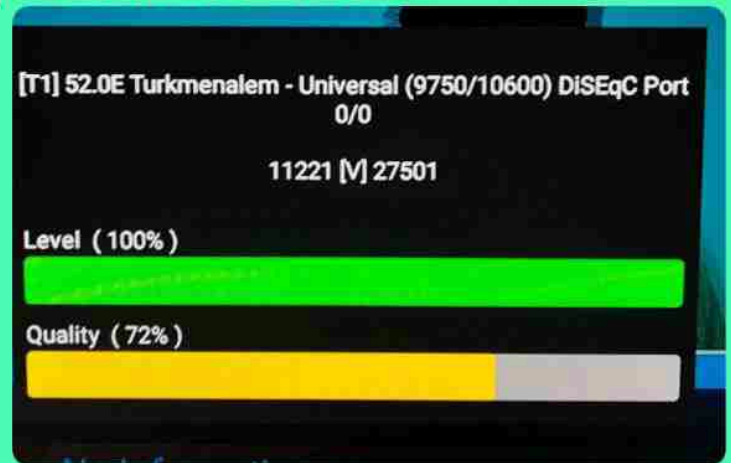 [T1] 52.0E Turkmenalem - Universal (9750/10600) DiSEqC Port
0/0
11221 [V] 27501
Level ( 100% )
Quality ( 72% )